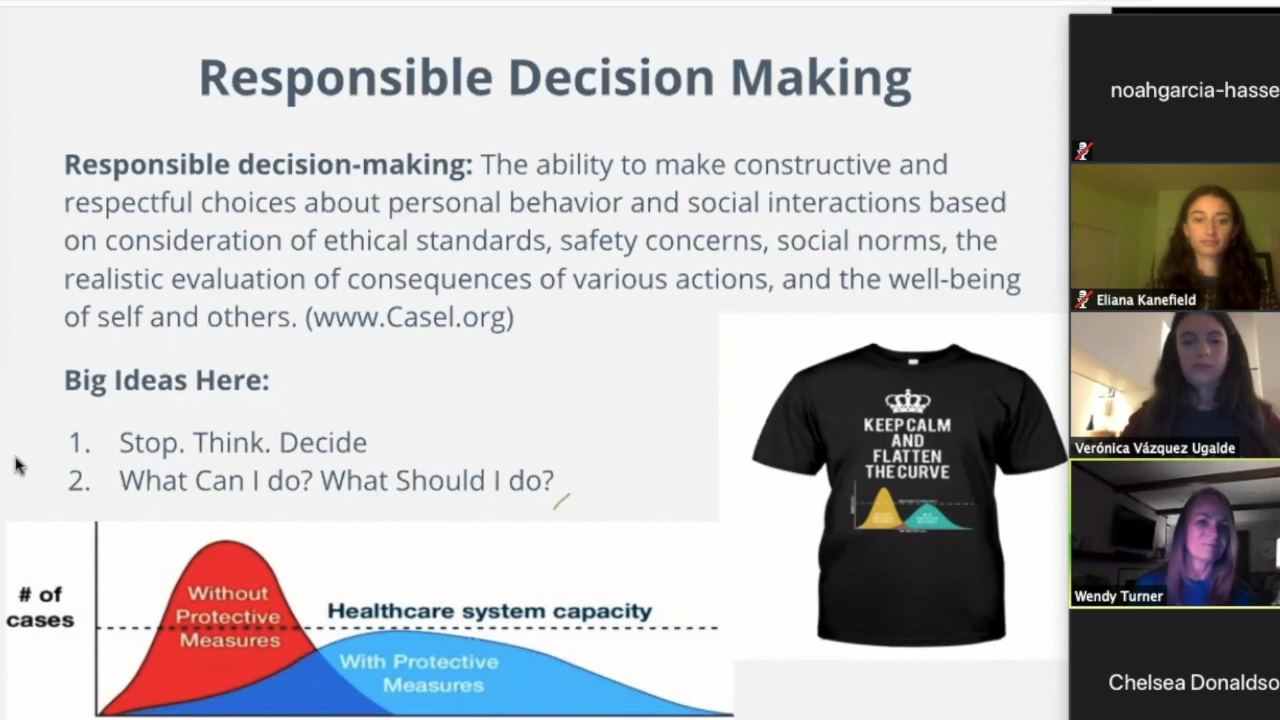 Responsible Decision Making
Responsible decision-making: The ability to make constructive and
respectful choices about personal behavior and social interactions based
on consideration of ethical standards, safety concerns, social norms, the
realistic evaluation of consequences of various actions, and the well-being
of self and others. (www.Casel.org)
Big Ideas Here:
1. Stop. Think. Decide
2. What Can I do? What Should I do?
KEEP CALM
AND
FLATTEN
THE CURVE
# of
cases
Without
Protective
Measures
Healthcare system capacity
With Protective
Measures
noahgarcia-hasse
Eliana Kanefield
Verónica Vázquez Ugalde
Wendy Turner
Chelsea Donaldso